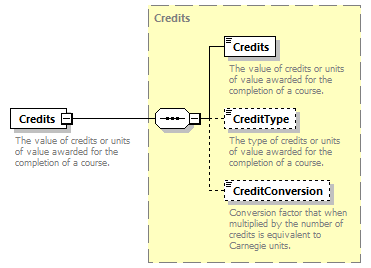 Credits
Credits
The value of credits or units
of value awarded for the
completion of a course.
Credits
The value of credits or units
of value awarded for the
completion of a course.
CreditType
The type of credits or units
of value awarded for the
completion of a course.
CreditConversion
Conversion factor that when
multiplied by the number of
credits is equivalent to
Carnegie units.